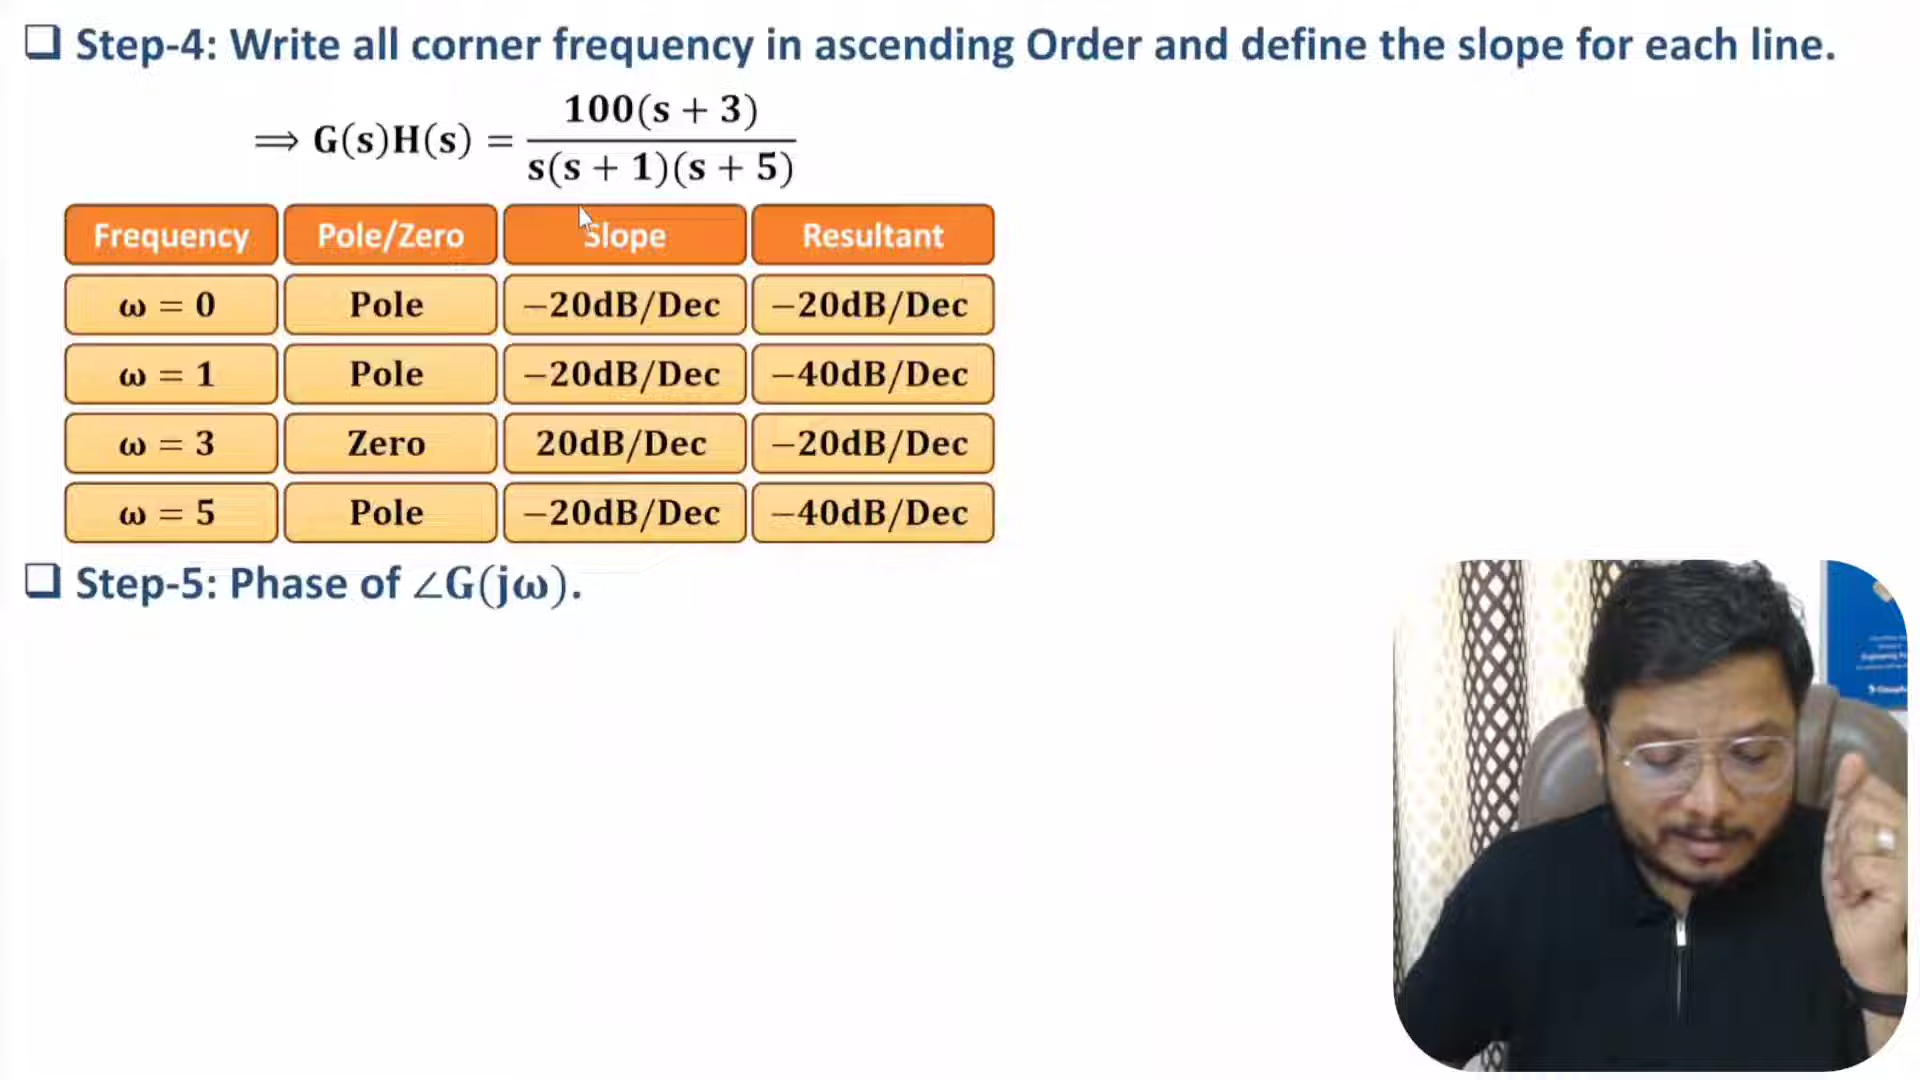 ❑ Step-4: Write all corner frequency in ascending Order and define the slope for each line.
⟹ G(s)H(s) = 100(s + 3) / s(s + 1)(s + 5)
Frequency Pole/Zero Slope Resultant
ω = 0 Pole −20dB/Dec −20dB/Dec
ω = 1 Pole −20dB/Dec −40dB/Dec
ω = 3 Zero 20dB/Dec −20dB/Dec
ω = 5 Pole −20dB/Dec −40dB/Dec
❑ Step-5: Phase of ∠G(jω).